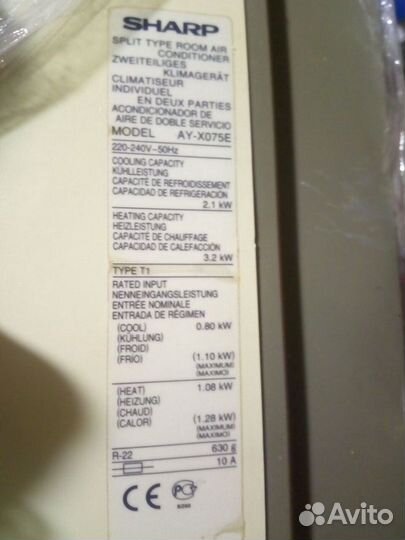 SHARP
SPLIT TYPE ROOM AIR
CONDITIONER
ZWEITEILIGES
KLIMAGERÄT
CLIMATISEUR
INDIVIDUEL
EN DEUX PARTIES
ACONDICIONADOR DE
AIRE DE DOBLE SERVICIO
MODEL AY-X075E
220-240V~50Hz
COOLING CAPACITY
KÜHLLEISTUNG
CAPACITÉ DE REFROIDISSEMENT
CAPACIDAD DE REFRIGERACIÓN
2.1 kW
HEATING CAPACITY
HEIZLEISTUNG
CAPACITÉ DE CHAUFFAGE
CAPACIDAD DE CALEFACCIÓN
3.2 kW
TYPE T1
RATED INPUT
NENNEINGANGSLEISTUNG
ENTRÉE NOMINALE
ENTRADA DE RÉGIMEN
(COOL) 0.80 kW
(KÜHLUNG)
(FROID)
(FRIO) (1.10 kW)
(MAXIMUM)
(MAXIMO)
(HEAT) 1.08 kW
(HEIZUNG)
(CHAUD)
(CALOR) (1.28 kW)
(MAXIMUM)
(MAXIMO)
R-22 630 g
10 A
CE
Avito